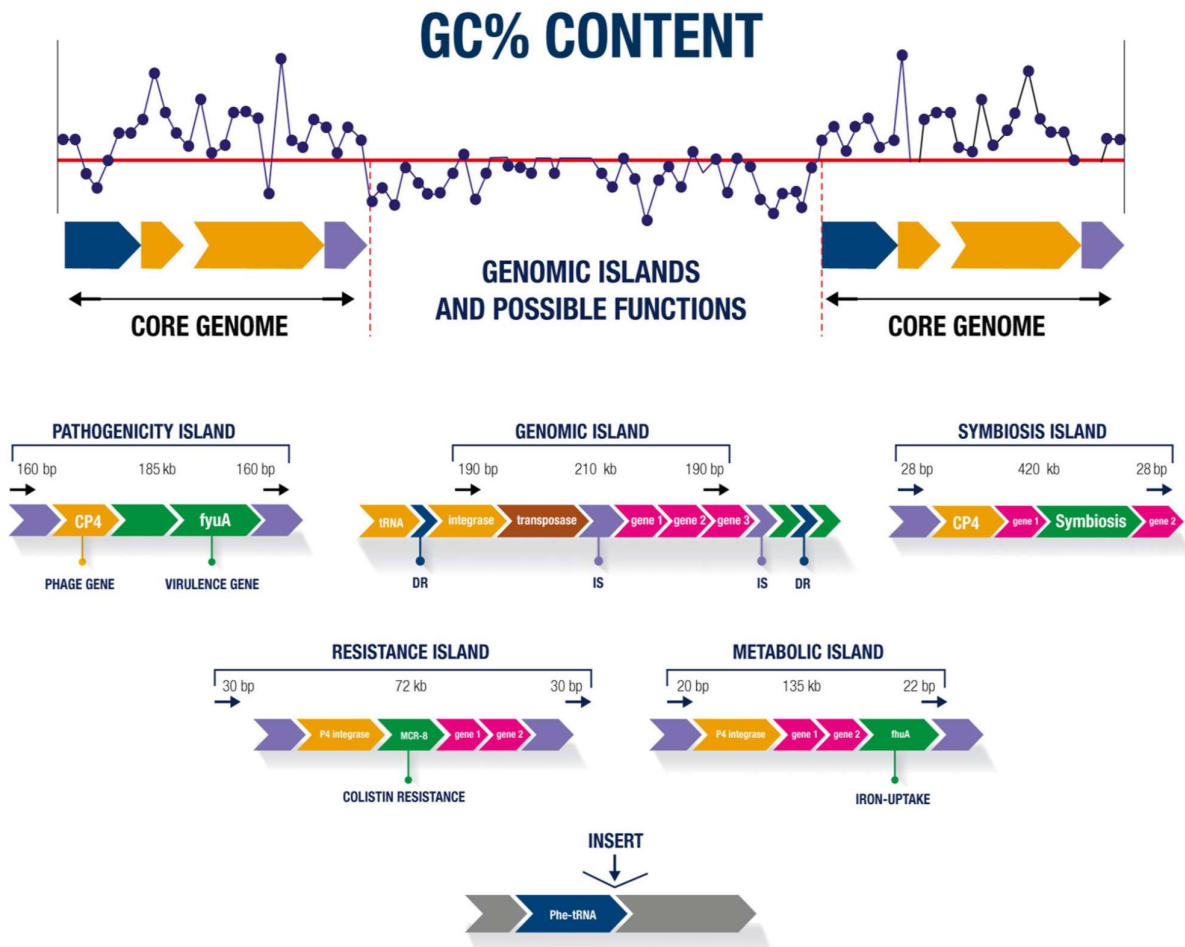 GC% CONTENT
GENOMIC ISLANDS
AND POSSIBLE FUNCTIONS
CORE GENOME
CORE GENOME
PATHOGENICITY ISLAND
160 bp
185 kb
160 bp
CP4
fyuA
PHAGE GENE
VIRULENCE GENE
GENOMIC ISLAND
190 bp
210 kb
190 bp
tRNA
integrase
transposase
gene 1
gene 2
gene 3
DR
IS
IS
DR
SYMBIOSIS ISLAND
28 bp
420 kb
28 bp
CP4
gene 1
Symbiosis
gene 2
RESISTANCE ISLAND
30 bp
72 kb
30 bp
P4 integrase
MCR-8
gene 1
gene 2
COLISTIN RESISTANCE
METABOLIC ISLAND
20 bp
135 kb
22 bp
P4 integrase
gene 1
gene 2
fhuA
IRON-UPTAKE
INSERT
Phe-tRNA